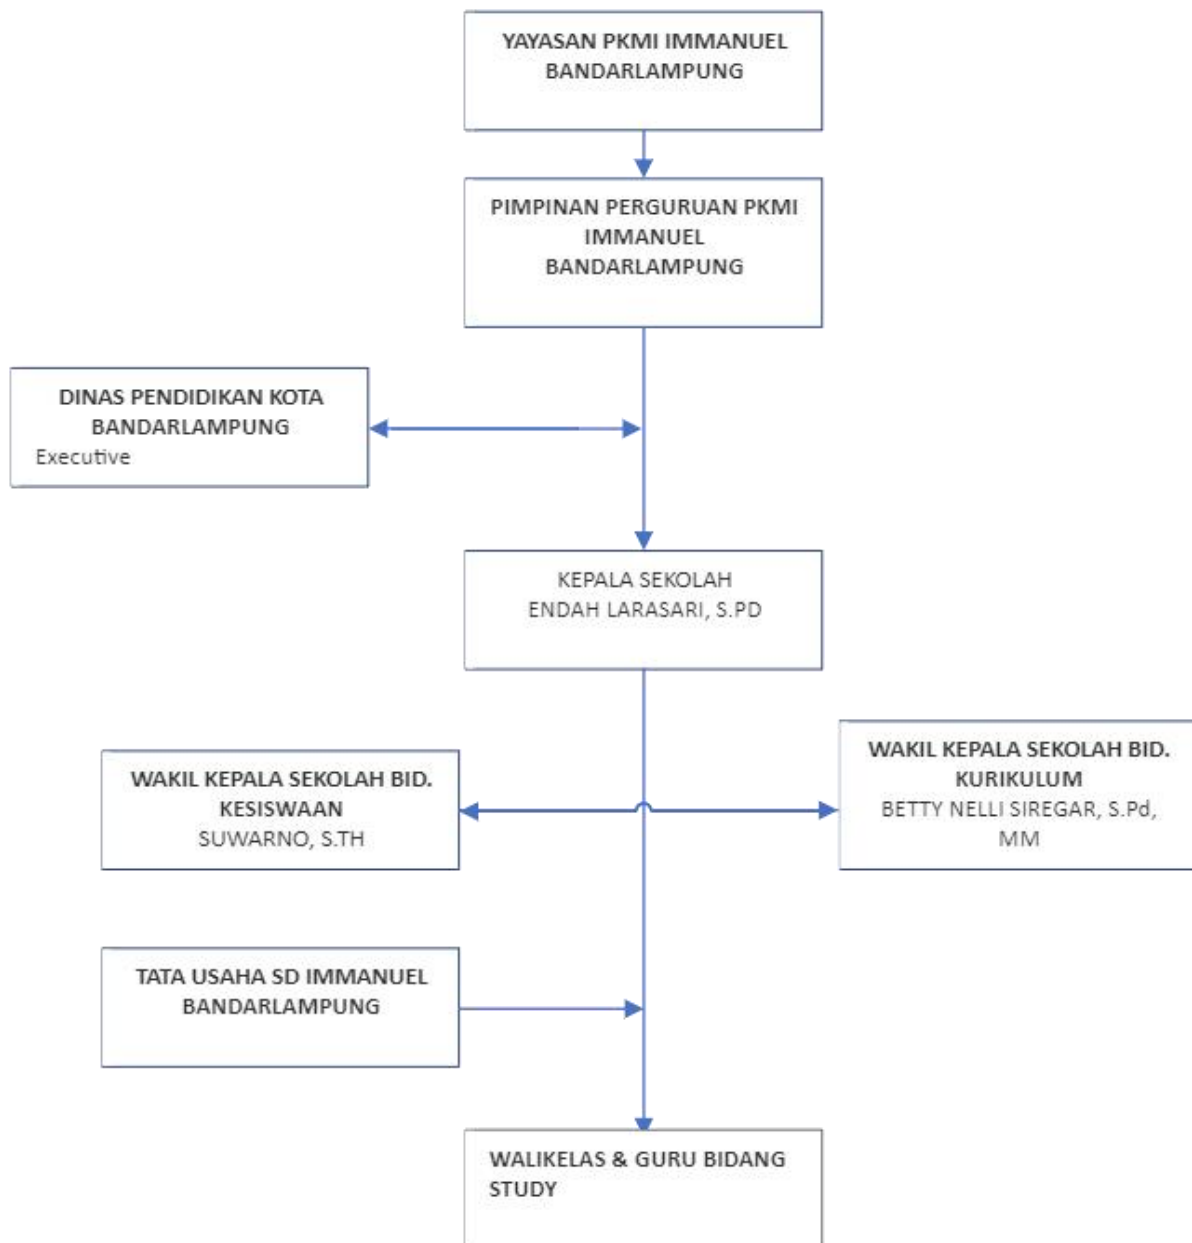 YAYASAN PKMI IMMANUEL
BANDARLAMPUNG
PIMPINAN PERGURUAN PKMI
IMMANUEL
BANDARLAMPUNG
DINAS PENDIDIKAN KOTA
BANDARLAMPUNG
Executive
KEPALA SEKOLAH
ENDAH LARASARI, S.PD
WAKIL KEPALA SEKOLAH BID.
KESISWAAN
SUWARNO, S.TH
WAKIL KEPALA SEKOLAH BID.
KURIKULUM
BETTY NELLI SIREGAR, S.Pd,
MM
TATA USAHA SD IMMANUEL
BANDARLAMPUNG
WALIKELAS & GURU BIDANG
STUDY